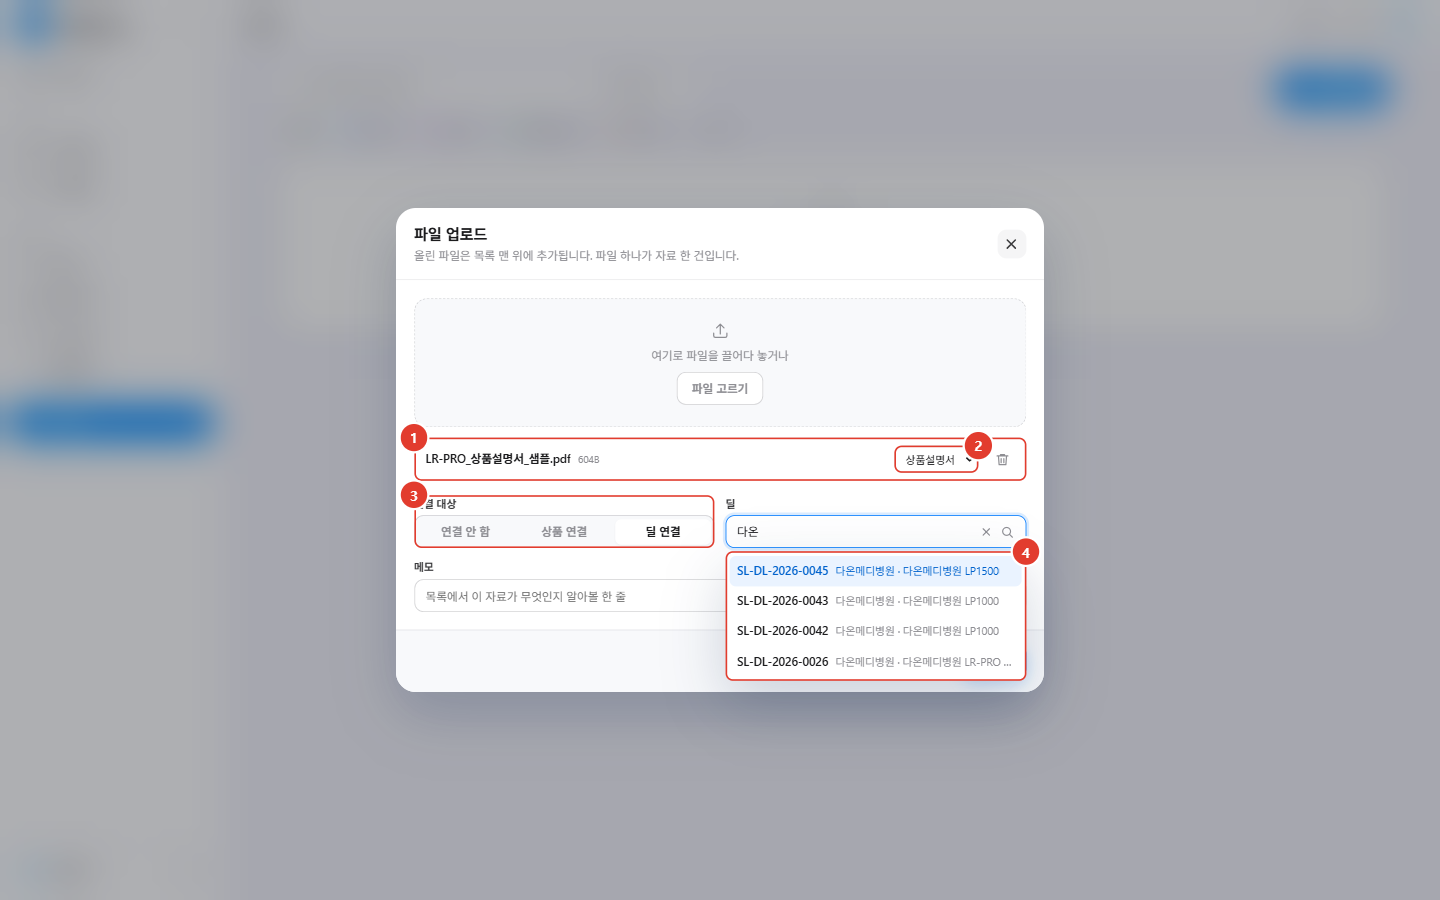 파일 업로드
올린 파일은 목록 맨 위에 추가됩니다. 파일 하나가 자료 한 건입니다.
여기로 파일을 끌어다 놓거나
파일 고르기
1
2
LR-PRO_상품설명서_샘플.pdf 604B 상품설명서
3
결 대상
딜
연결 안 함 상품 연결 딜 연결
다온
4
SL-DL-2026-0045 다온메디병원 · 다온메디병원 LP1500
메모
목록에서 이 자료가 무엇인지 알아볼 한 줄
SL-DL-2026-0043 다온메디병원 · 다온메디병원 LP1000
SL-DL-2026-0042 다온메디병원 · 다온메디병원 LP1000
SL-DL-2026-0026 다온메디병원 · 다온메디병원 LR-PRO ...